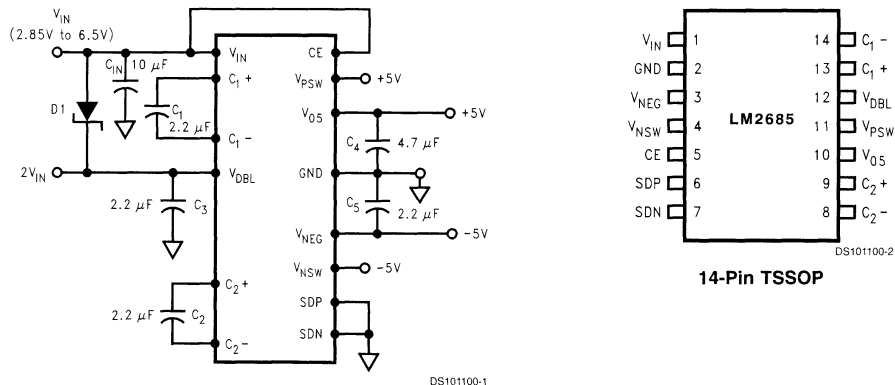 V_IN
(2.85V to 6.5V)
C_IN 10 μF
D1
C_1
2.2 μF
2V_IN
2.2 μF C_3
2.2 μF C_2
V_IN
C_1 +
C_1 -
V_DBL
C_2 +
C_2 -
CE
V_PSW
V_05
GND
V_NEG
V_NSW
SDP
SDN
+5V
+5V
C_4 4.7 μF
C_5 2.2 μF
-5V
-5V
DS101100-1
V_IN 1
GND 2
V_NEG 3
V_NSW 4
CE 5
SDP 6
SDN 7
LM2685
14 C_1 -
13 C_1 +
12 V_DBL
11 V_PSW
10 V_05
9 C_2 +
8 C_2 -
DS101100-2
14-Pin TSSOP